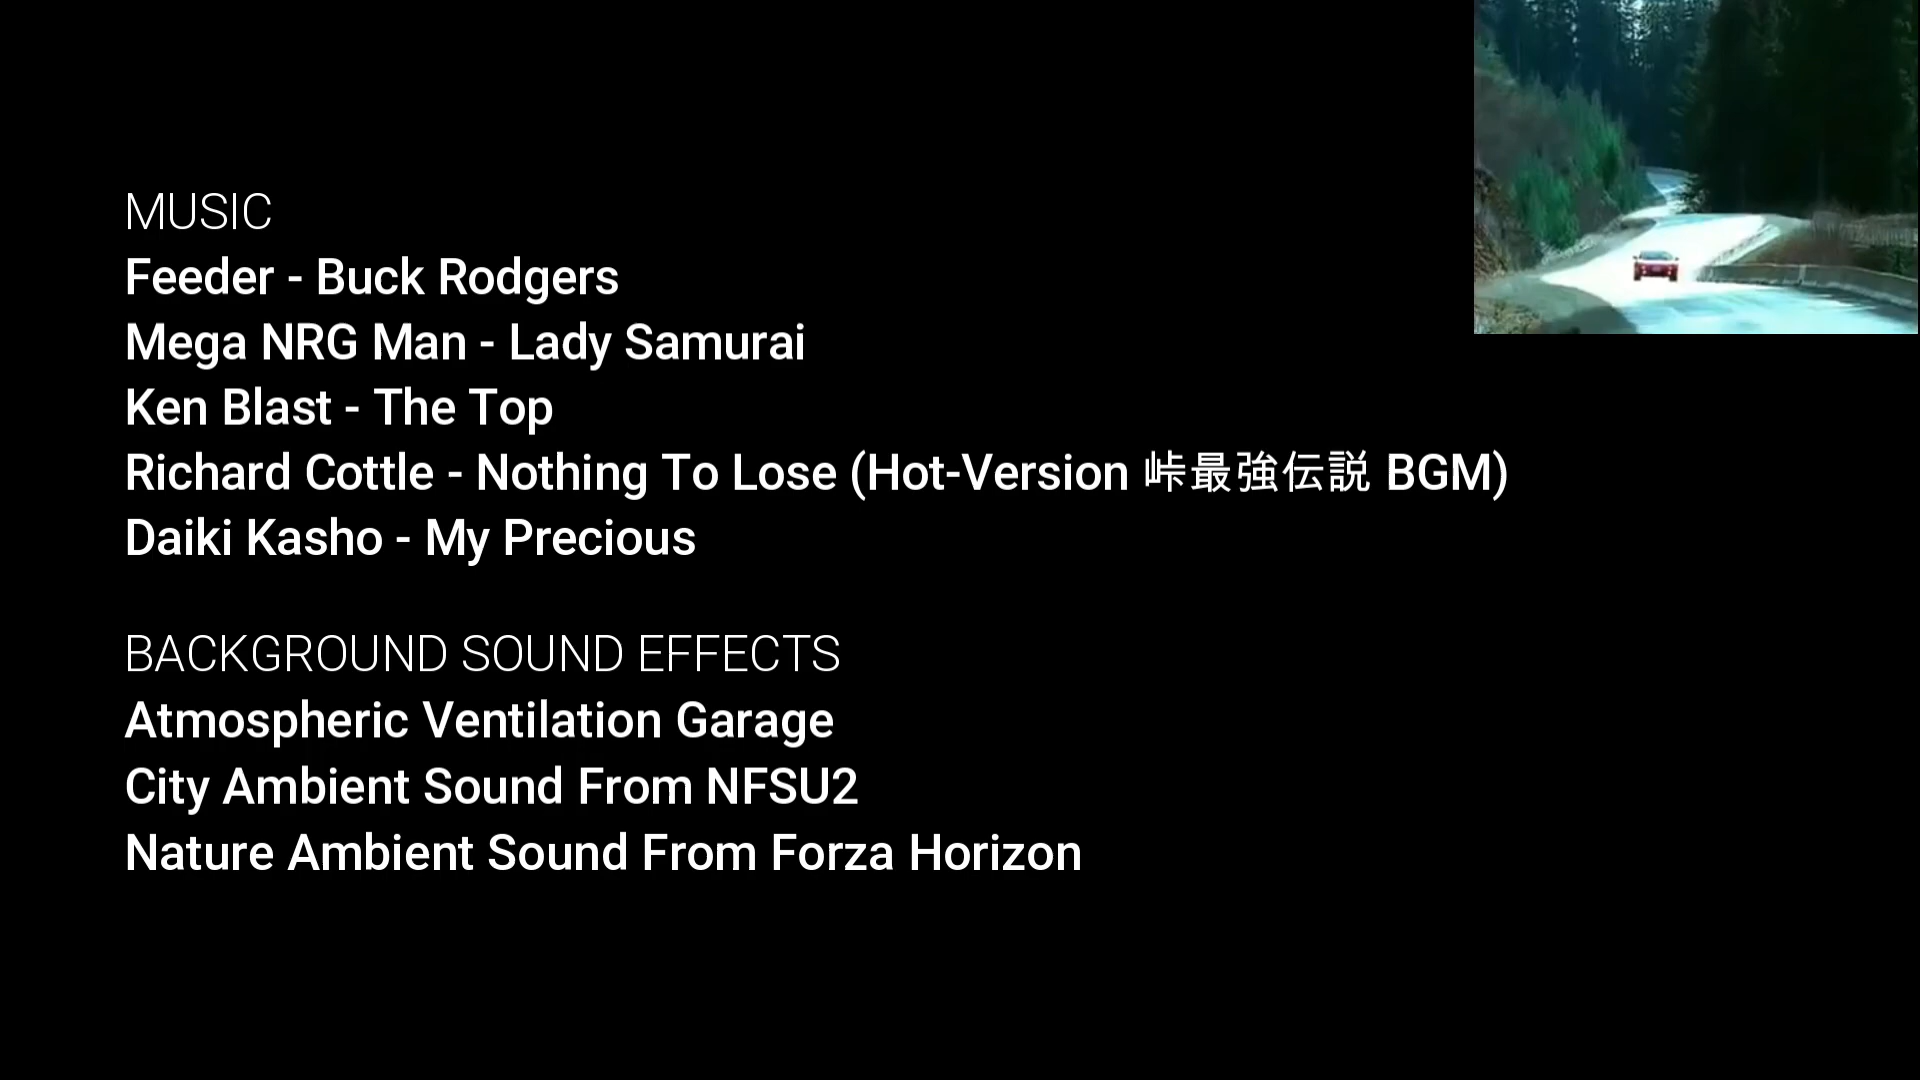 MUSIC
Feeder - Buck Rodgers
Mega NRG Man - Lady Samurai
Ken Blast - The Top
Richard Cottle - Nothing To Lose (Hot-Version 峠最強伝説 BGM)
Daiki Kasho - My Precious
BACKGROUND SOUND EFFECTS
Atmospheric Ventilation Garage
City Ambient Sound From NFSU2
Nature Ambient Sound From Forza Horizon